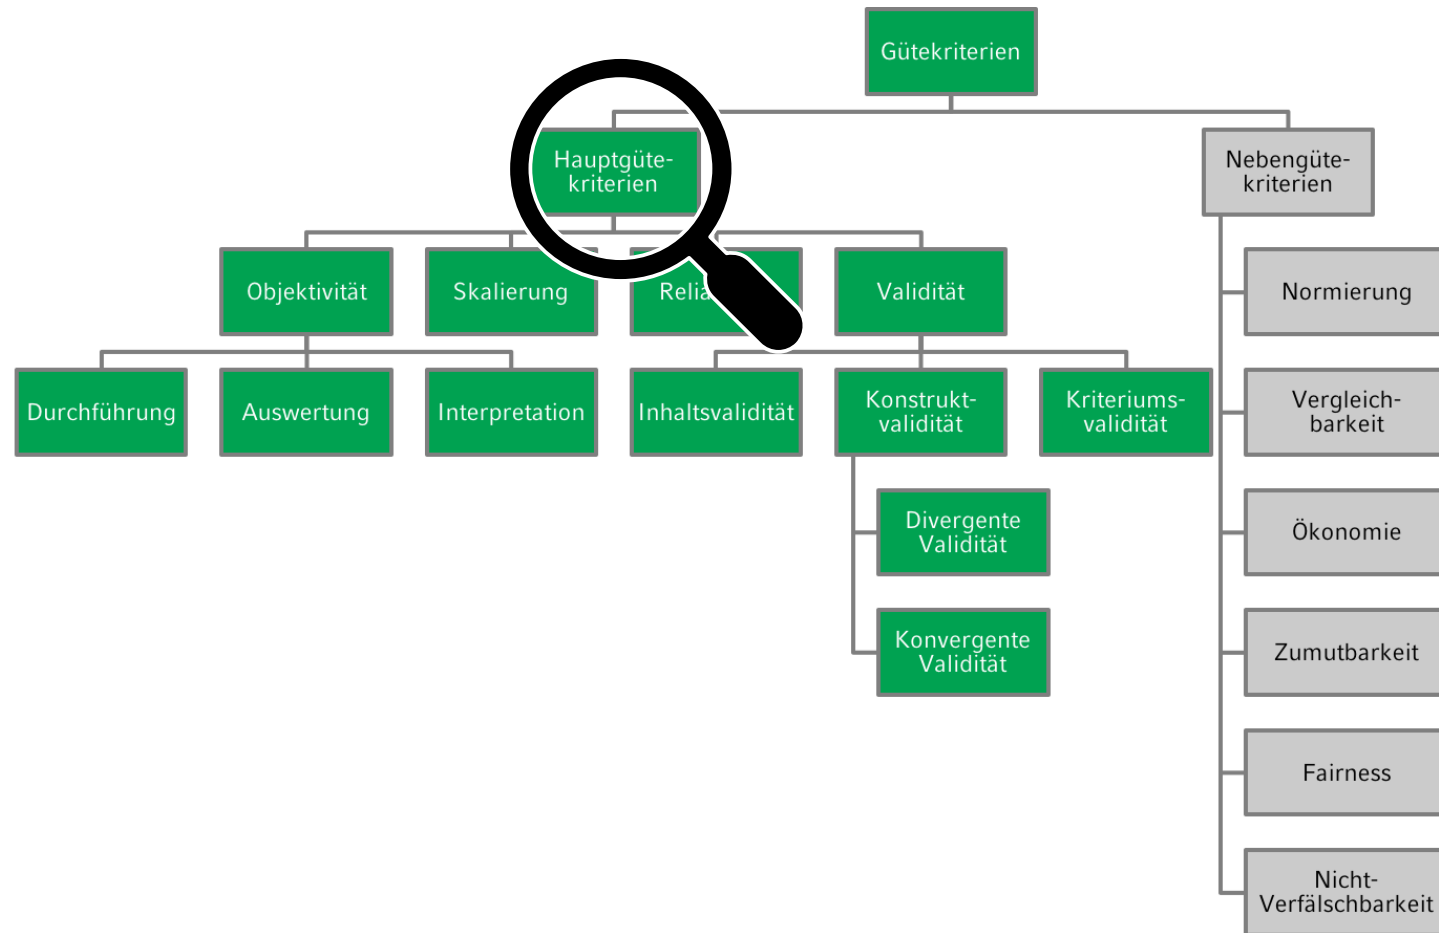 Gütekriterien
Hauptgüte-
kriterien
Nebengüte-
kriterien
Objektivität
Skalierung
Validität
Normierung
Durchführung
Auswertung
Interpretation
Inhaltsvalidität
Konstrukt-
validität
Kriteriums-
validität
Vergleich-
barkeit
Divergente
Validität
Ökonomie
Konvergente
Validität
Zumutbarkeit
Fairness
Nicht-
Verfälschbarkeit